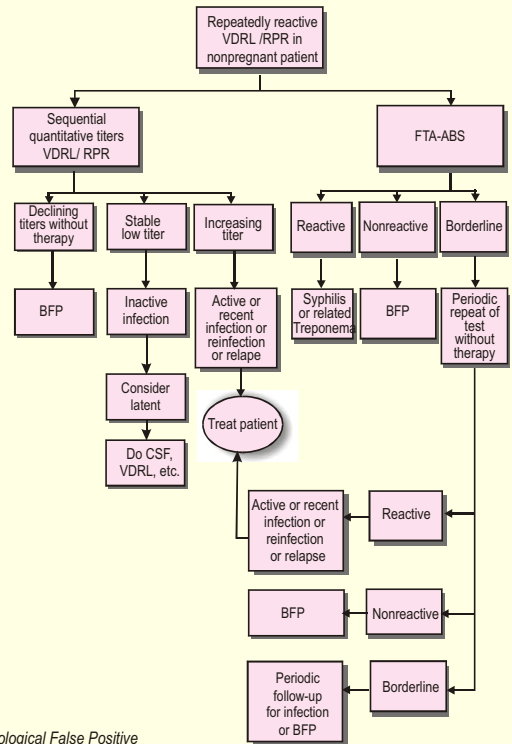 Repeatedly reactive
VDRL /RPR in
nonpregnant patient
Sequential
quantitative titers
VDRL/ RPR
FTA-ABS
Declining
titers without
therapy
Stable
low titer
Increasing
titer
Reactive
Nonreactive
Borderline
BFP
Inactive
infection
Active or
recent
infection or
reinfection
or relape
Syphilis
or related
Treponema
BFP
Periodic
repeat of
test
without
therapy
Consider
latent
Treat patient
Do CSF,
VDRL, etc.
Active or recent
infection or
reinfection
or relapse
Reactive
BFP
Nonreactive
Periodic
follow-up
for infection
or BFP
Borderline
ological False Positive